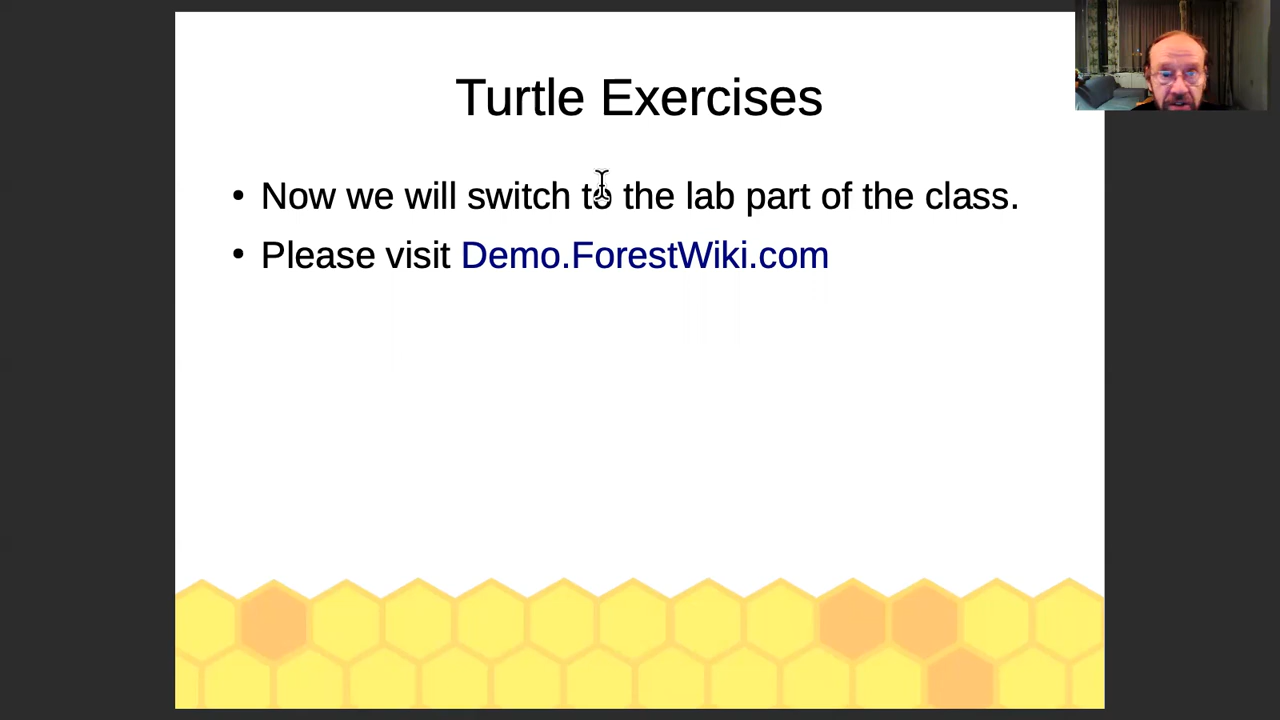 Turtle Exercises
• Now we will switch to the lab part of the class.
• Please visit Demo.ForestWiki.com